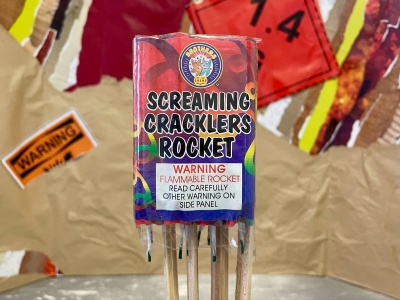 1.4
BROTHERS
SCREAMING
CRACKLERS
ROCKET
WARNING
FLAMMABLE ROCKET
READ CAREFULLY
OTHER WARNING ON
SIDE PANEL
WARNING